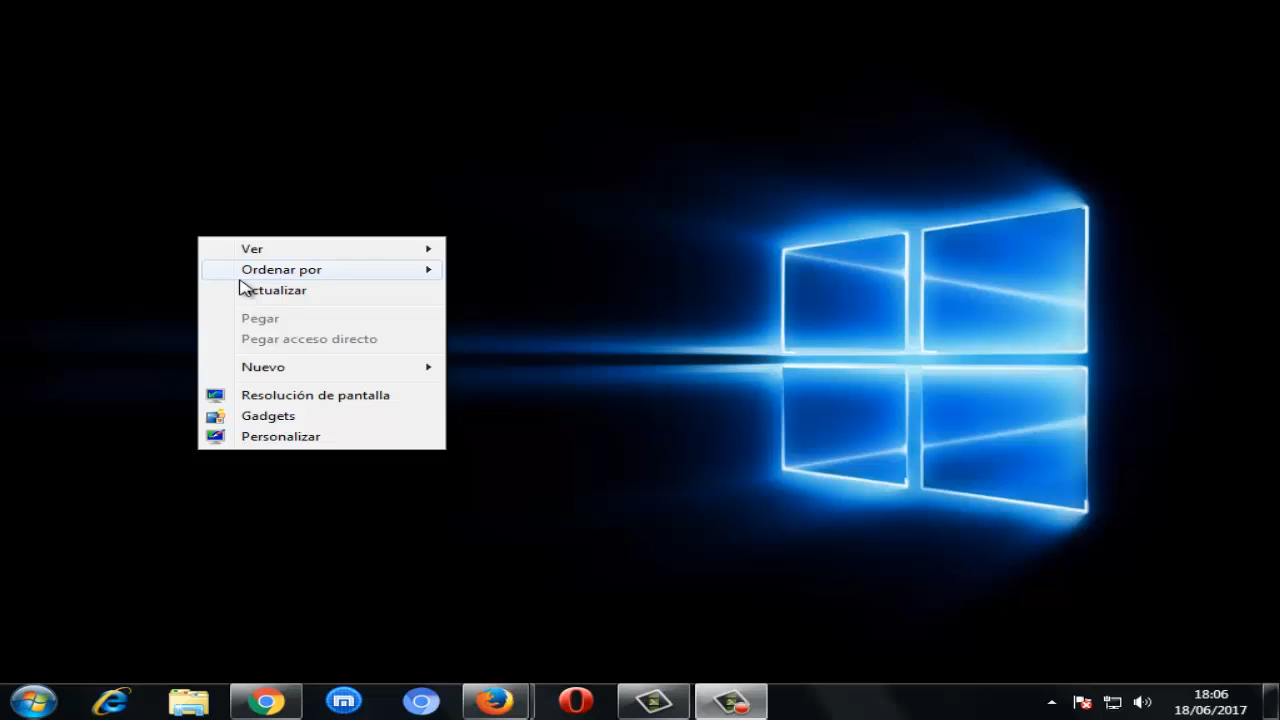 Ver
Ordenar por
Actualizar
Pegar
Pegar acceso directo
Nuevo
Resolución de pantalla
Gadgets
Personalizar
18:06
18/06/2017